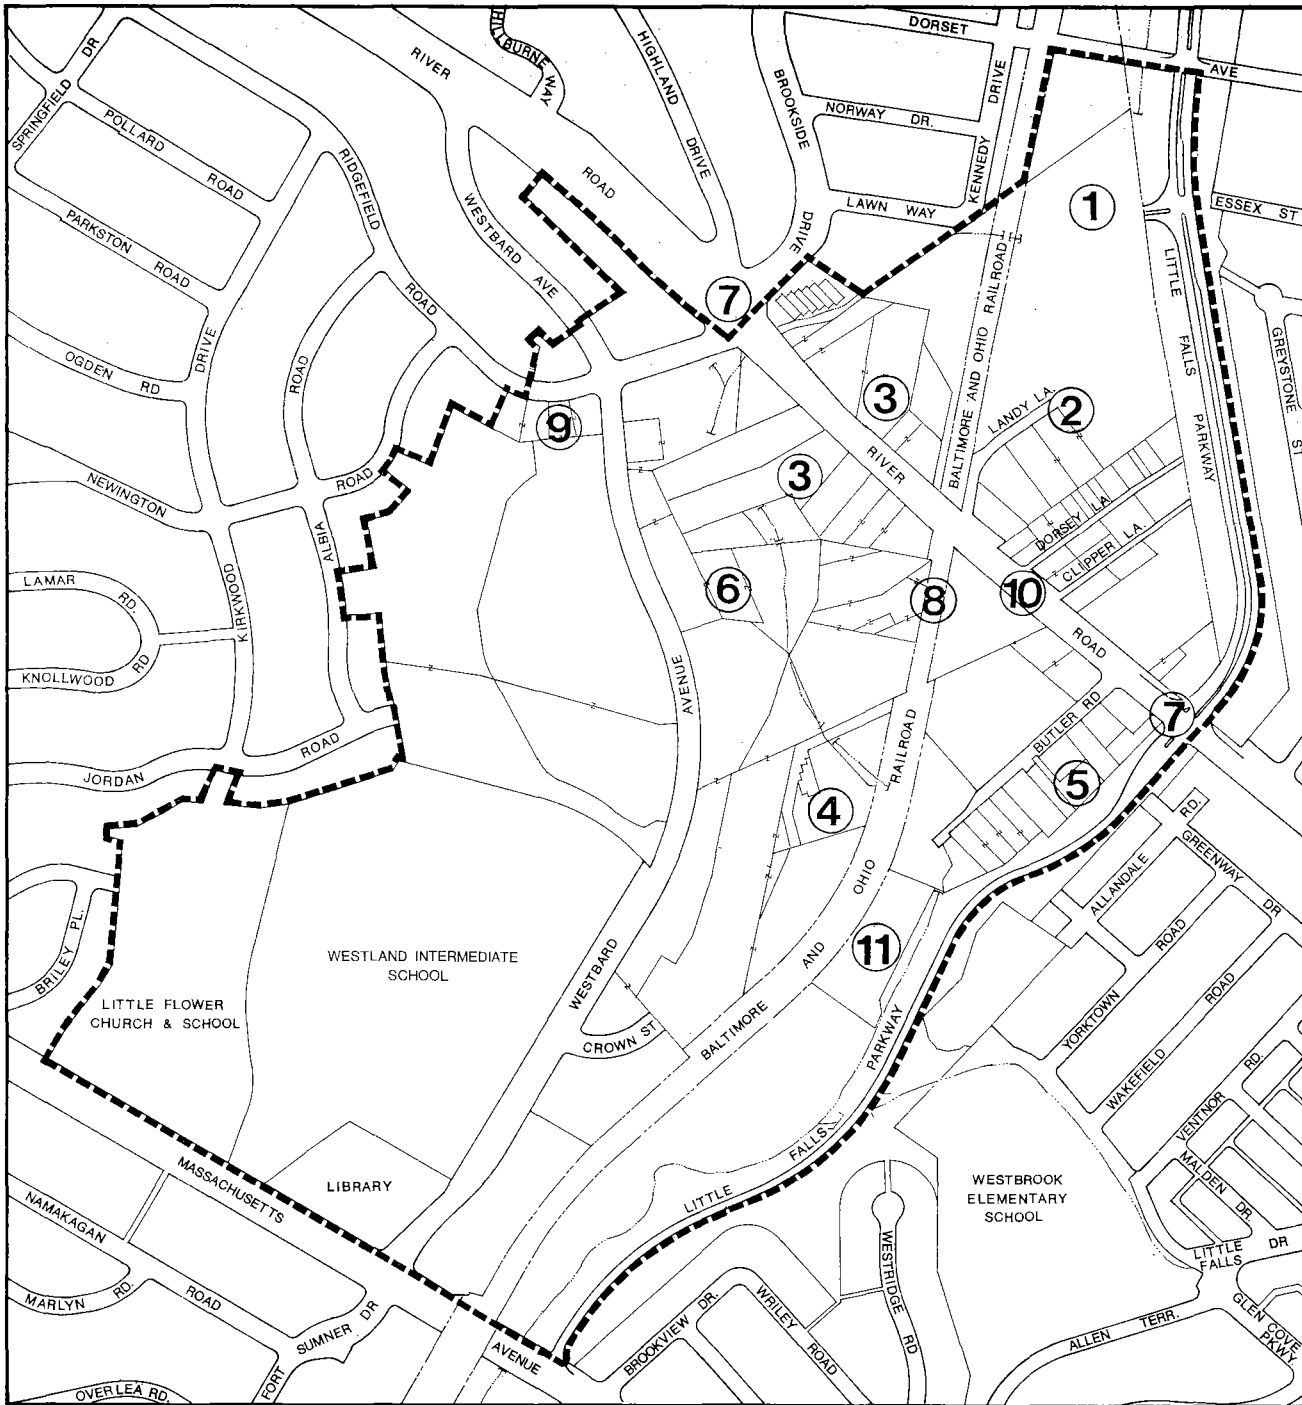 DORSET
AVE
SPRINGFIELD DR
RIVER
HILLBURNE WAY
HIGHLAND
DRIVE
BROOKSIDE
DRIVE
NORWAY DR.
KENNEDY
DRIVE
POLLARD
ROAD
RIDGEFIELD
ROAD
WESTBARD AVE
ROAD
LAWN WAY
1
ESSEX ST
PARKSTON
ROAD
LITTLE
FALLS
PARKWAY
7
BALTIMORE AND OHIO RAILROAD
GREYSTONE
ST
OGDEN RD
DRIVE
ROAD
3
LANDY LA.
2
9
RIVER
3
NEWINGTON
ROAD
ALBIA
DORSEY LA
CLIPPER LA.
LAMAR
RD.
KIRKWOOD
6
8
10
ROAD
KNOLLWOOD
RD
AVENUE
BUTLER RD
7
JORDAN
ROAD
RAILROAD
4
5
RD.
ALLANDALE
GREENWAY
DR
OHIO
AND
BALTIMORE
11
BRILEY PL.
WESTLAND INTERMEDIATE
SCHOOL
WESTBARD
LITTLE FLOWER
CHURCH & SCHOOL
CROWN ST
PARKWAY
FALLS
LITTLE
YORKTOWN
ROAD
WAKEFIELD
ROAD
VENTNOR
RD.
MALDEN
DR.
MASSACHUSETTS
LIBRARY
WESTBROOK
ELEMENTARY
SCHOOL
LITTLE
FALLS
DR
NAMAKAGAN
ROAD
MARLYN RD.
FORT
SUMNER DR
AVENUE
BROOKVIEW DR.
WRILEY
ROAD
WESTRIDGE RD
ALLEN TERR.
GLEN COVE
PKWY
OVERLEA RD.